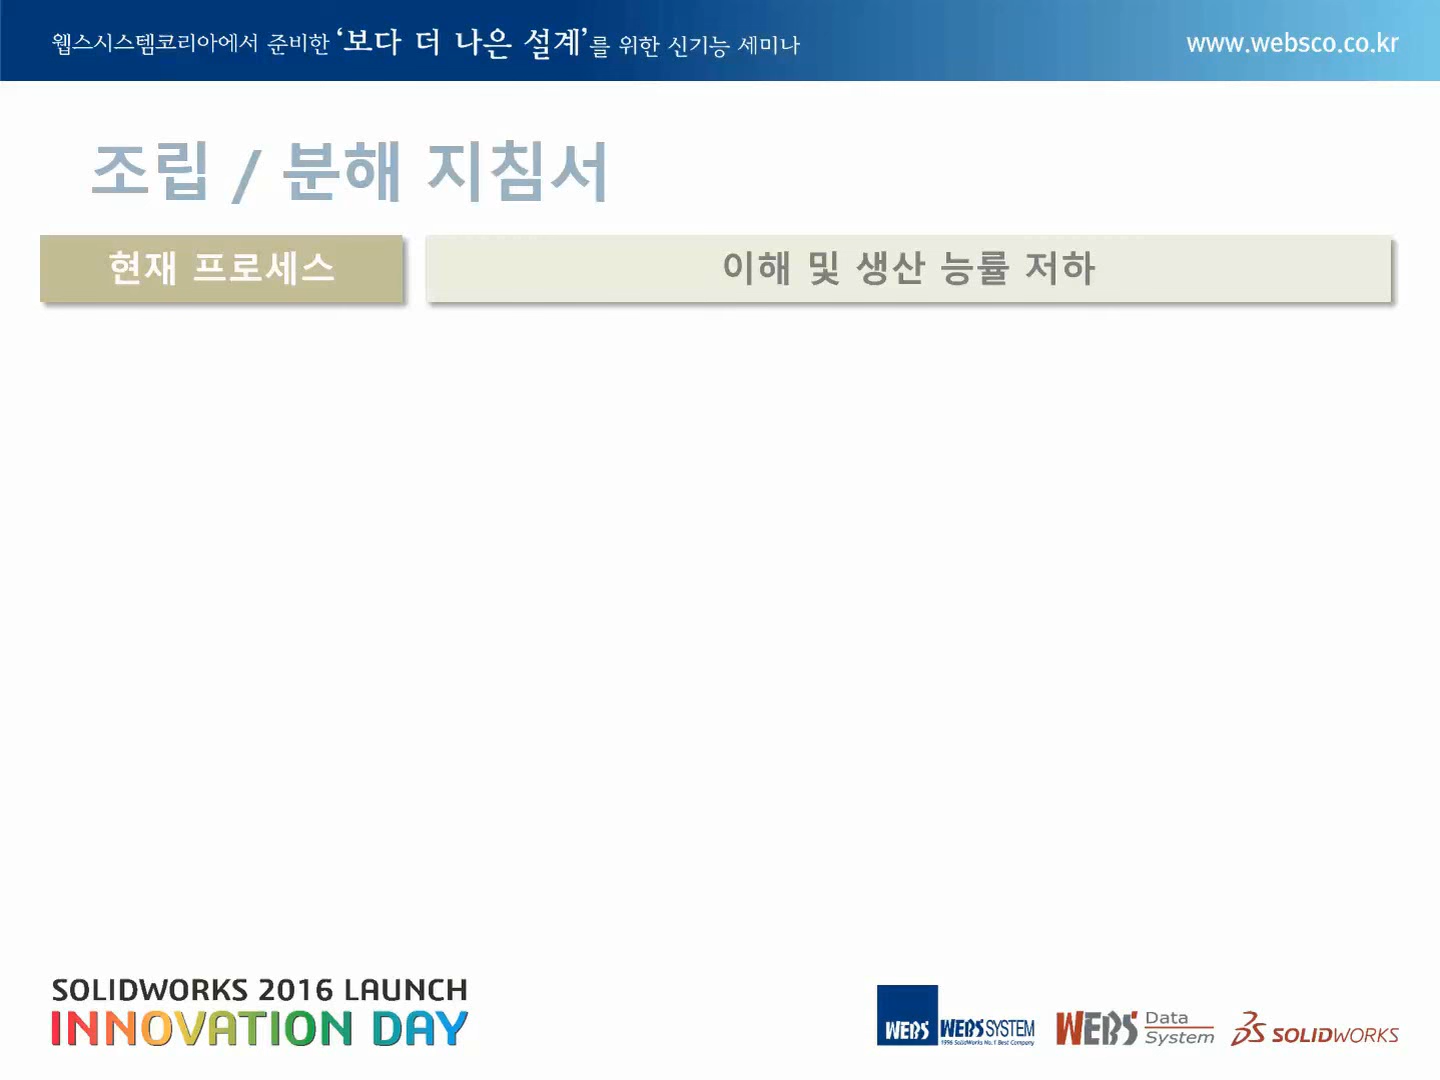 웹스시스템코리아에서 준비한 ‘보다 더 나은 설계’를 위한 신기능 세미나
www.websco.co.kr
조립 / 분해 지침서
현재 프로세스
이해 및 생산 능률 저하
SOLIDWORKS 2016 LAUNCH
INNOVATION DAY
WEBS WEBSSYSTEM
1996 SolidWorks No.1 Best Company
WEBS Data System
SOLIDWORKS